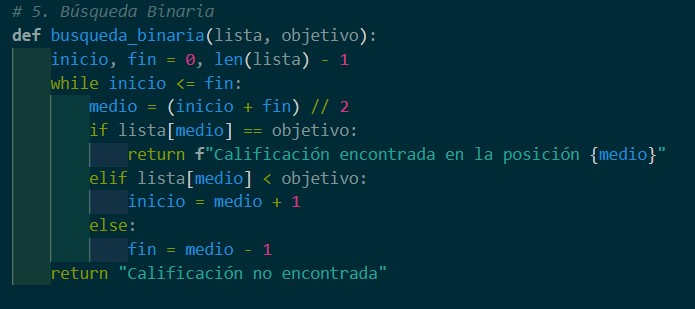 # 5. Búsqueda Binaria
def busqueda_binaria(lista, objetivo):
    inicio, fin = 0, len(lista) - 1
    while inicio <= fin:
        medio = (inicio + fin) // 2
        if lista[medio] == objetivo:
            return f"Calificación encontrada en la posición {medio}"
        elif lista[medio] < objetivo:
            inicio = medio + 1
        else:
            fin = medio - 1
    return "Calificación no encontrada"